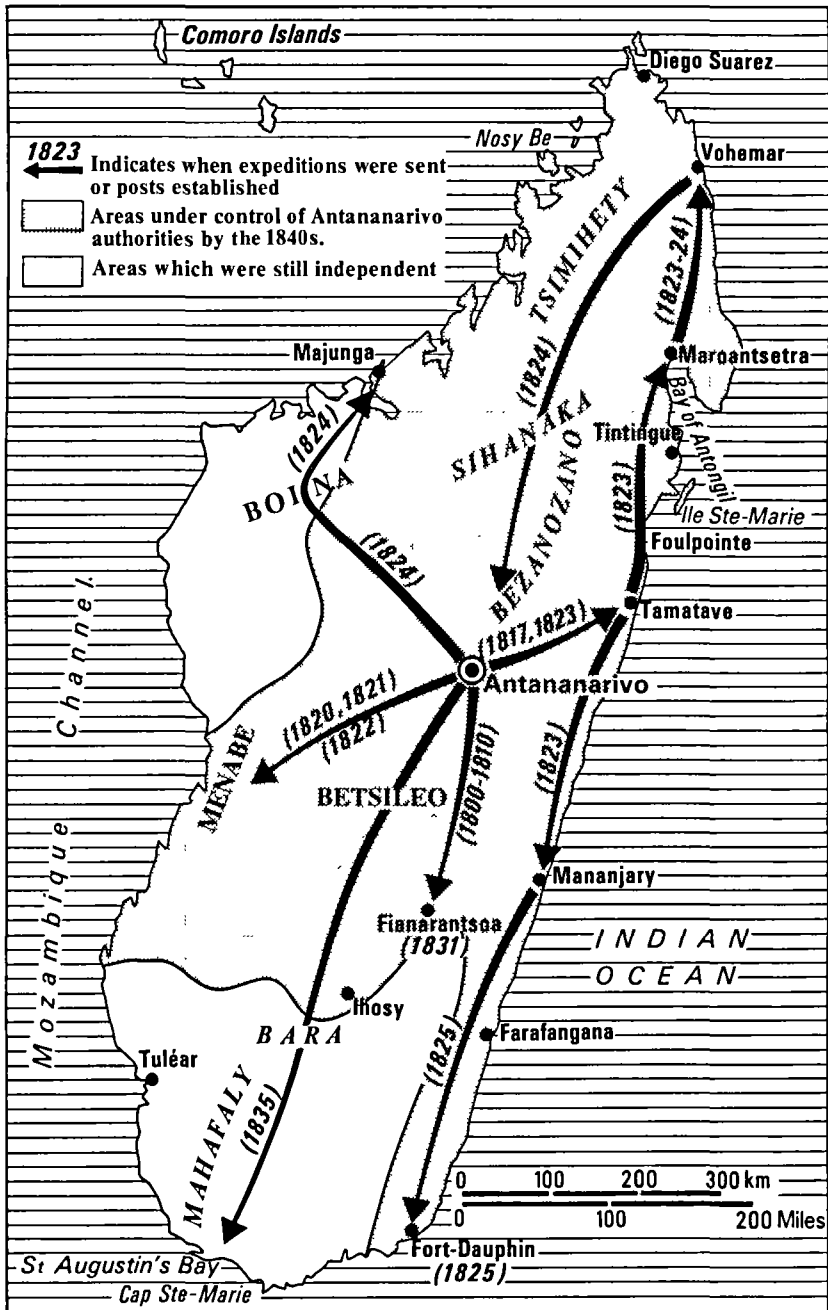 Comoro Islands
Diego Suarez
Nosy Be
Vohemar
1823
Indicates when expeditions were sent
or posts established
Areas under control of Antananarivo
authorities by the 1840s.
Areas which were still independent
TSIMIHETY
(1823-24)
Majunga
Maroantsetra
(1824)
(1824)
Bay of Antongil
SIHANAKA
Tintingue
BOINA
BEZANOZANO
(1823)
Ile Ste-Marie
(1824)
Foulpointe
Tamatave
(1817,1823)
Antananarivo
Mozambique Channel
(1820,1821)
(1822)
(1823)
MENABE
BETSILEO
(1800-1810)
Mananjary
Fianarantsoa
(1831)
INDIAN
OCEAN
Ihosy
BARA
Farafangana
Tuléar
(1825)
MAHAFALY
(1835)
0 100 200 300 km
0 100 200 Miles
Fort-Dauphin
(1825)
St Augustin's Bay
Cap Ste-Marie